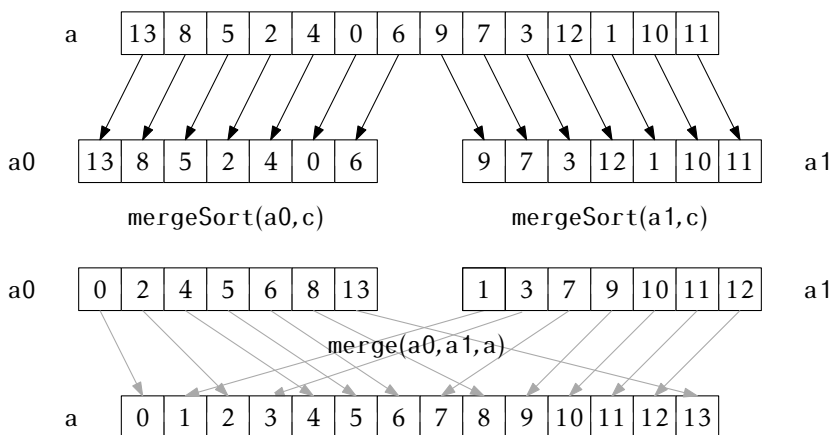 a 13 8 5 2 4 0 6 9 7 3 12 1 10 11
a0 13 8 5 2 4 0 6 9 7 3 12 1 10 11 a1
mergeSort(a0,c) mergeSort(a1,c)
a0 0 2 4 5 6 8 13 1 3 7 9 10 11 12 a1
merge(a0,a1,a)
a 0 1 2 3 4 5 6 7 8 9 10 11 12 13